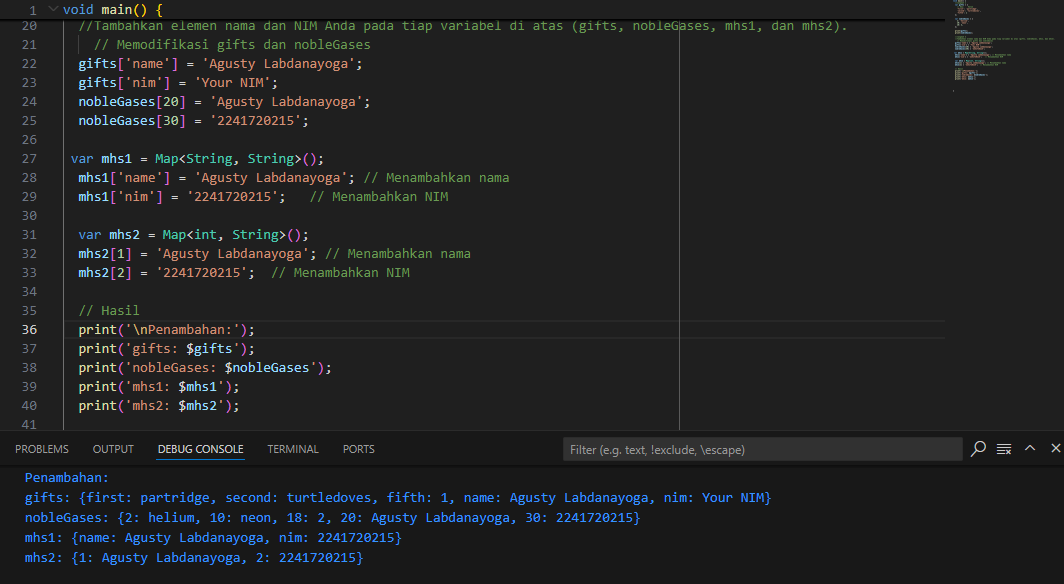 1 void main() {
20 //Tambahkan elemen nama dan NIM Anda pada tiap variabel di atas (gifts, nobleGases, mhs1, dan mhs2).
21 // Memodifikasi gifts dan nobleGases
22 gifts['name'] = 'Agusty Labdanayoga';
23 gifts['nim'] = 'Your NIM';
24 nobleGases[20] = 'Agusty Labdanayoga';
25 nobleGases[30] = '2241720215';
26
27 var mhs1 = Map<String, String>();
28 mhs1['name'] = 'Agusty Labdanayoga'; // Menambahkan nama
29 mhs1['nim'] = '2241720215'; // Menambahkan NIM
30
31 var mhs2 = Map<int, String>();
32 mhs2[1] = 'Agusty Labdanayoga'; // Menambahkan nama
33 mhs2[2] = '2241720215'; // Menambahkan NIM
34
35 // Hasil
36 print('\nPenambahan:');
37 print('gifts: $gifts');
38 print('nobleGases: $nobleGases');
39 print('mhs1: $mhs1');
40 print('mhs2: $mhs2');
41
PROBLEMS OUTPUT DEBUG CONSOLE TERMINAL PORTS Filter (e.g. text, !exclude, \escape)
Penambahan:
gifts: {first: partridge, second: turtledoves, fifth: 1, name: Agusty Labdanayoga, nim: Your NIM}
nobleGases: {2: helium, 10: neon, 18: 2, 20: Agusty Labdanayoga, 30: 2241720215}
mhs1: {name: Agusty Labdanayoga, nim: 2241720215}
mhs2: {1: Agusty Labdanayoga, 2: 2241720215}